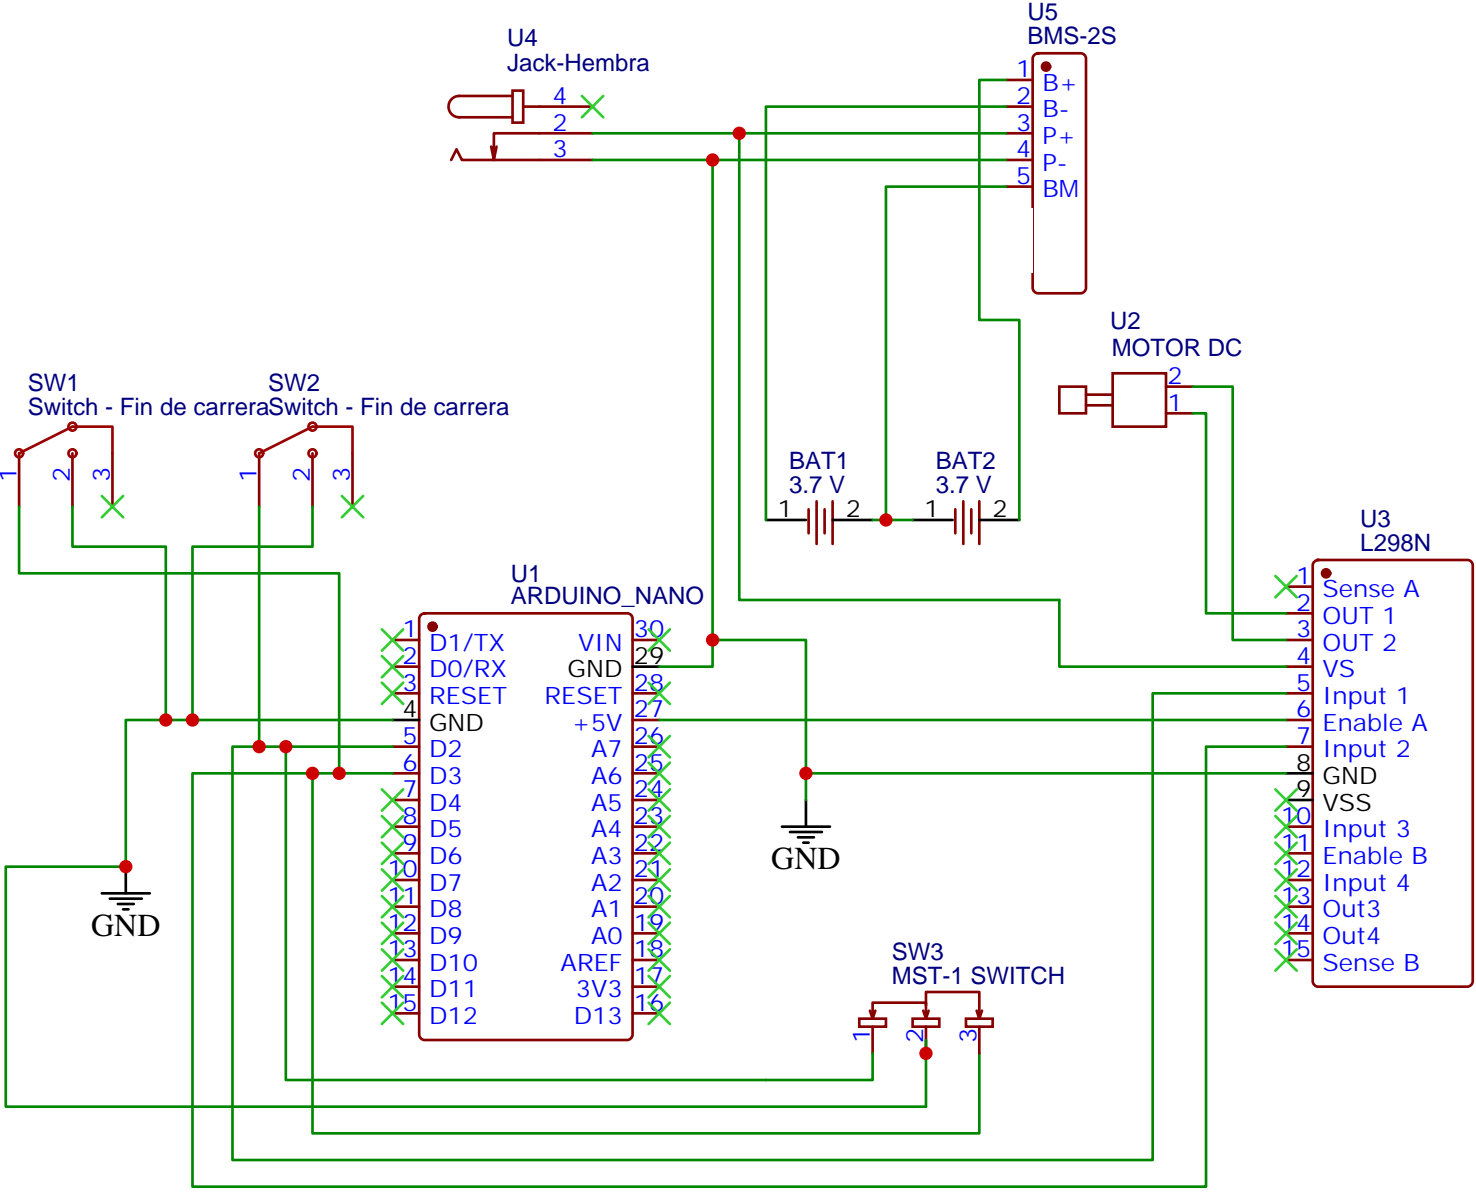 U5
BMS-2S
1 B+
2 B-
3 P+
4 P-
5 BM
U4
Jack-Hembra
4
2
3
U2
MOTOR DC
2
1
SW1
Switch - Fin de carrera
1 2 3
SW2
Switch - Fin de carrera
1 2 3
BAT1
3.7 V
1 2
BAT2
3.7 V
1 2
U3
L298N
1 Sense A
2 OUT 1
3 OUT 2
4 VS
5 Input 1
6 Enable A
7 Input 2
8 GND
9 VSS
10 Input 3
11 Enable B
12 Input 4
13 Out3
14 Out4
15 Sense B
U1
ARDUINO_NANO
1 D1/TX VIN 30
2 D0/RX GND 29
3 RESET RESET 28
4 GND +5V 27
5 D2 A7 26
6 D3 A6 25
7 D4 A5 24
8 D5 A4 23
9 D6 A3 22
10 D7 A2 21
11 D8 A1 20
12 D9 A0 19
13 D10 AREF 18
14 D11 3V3 17
15 D12 D13 16
GND
GND
SW3
MST-1 SWITCH
1 2 3